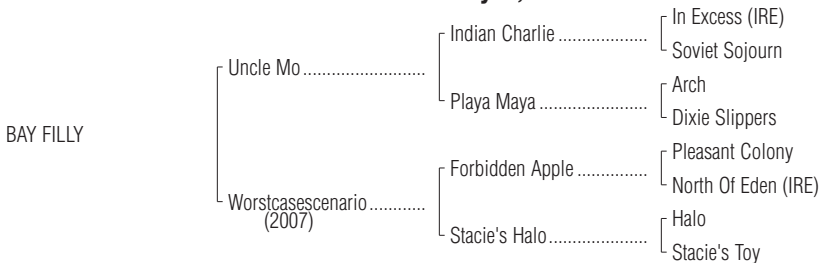 In Excess (IRE)
Indian Charlie ....................
Soviet Sojourn
Uncle Mo .........................
Arch
Playa Maya ......................
Dixie Slippers
BAY FILLY
Pleasant Colony
Forbidden Apple ................
North Of Eden (IRE)
Worstcasescenario ............
(2007)
Halo
Stacie's Halo .....................
Stacie's Toy